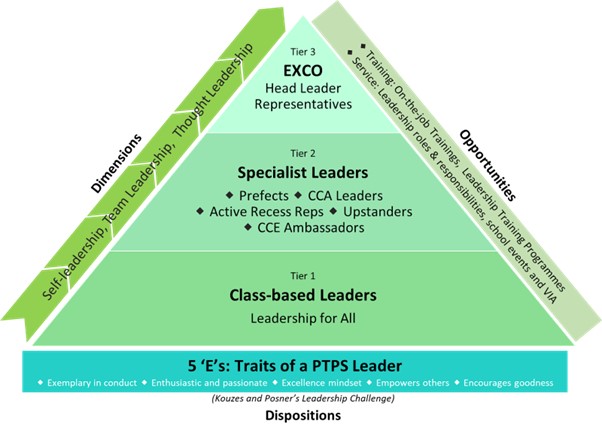 Tier 3
EXCO
Head Leader
Representatives
Tier 2
Specialist Leaders
◆ Prefects ◆ CCA Leaders
◆ Active Recess Reps ◆ Upstanders
◆ CCE Ambassadors
Tier 1
Class-based Leaders
Leadership for All
Dimensions
Self-leadership, Team Leadership, Thought Leadership
Opportunities
▪ Training: On-the-job Trainings, Leadership Training Programmes
▪ Service: Leadership roles & responsibilities, school events and VIA
5 ‘E’s: Traits of a PTPS Leader
◆ Exemplary in conduct ◆ Enthusiastic and passionate ◆ Excellence mindset ◆ Empowers others ◆ Encourages goodness
(Kouzes and Posner’s Leadership Challenge)
Dispositions